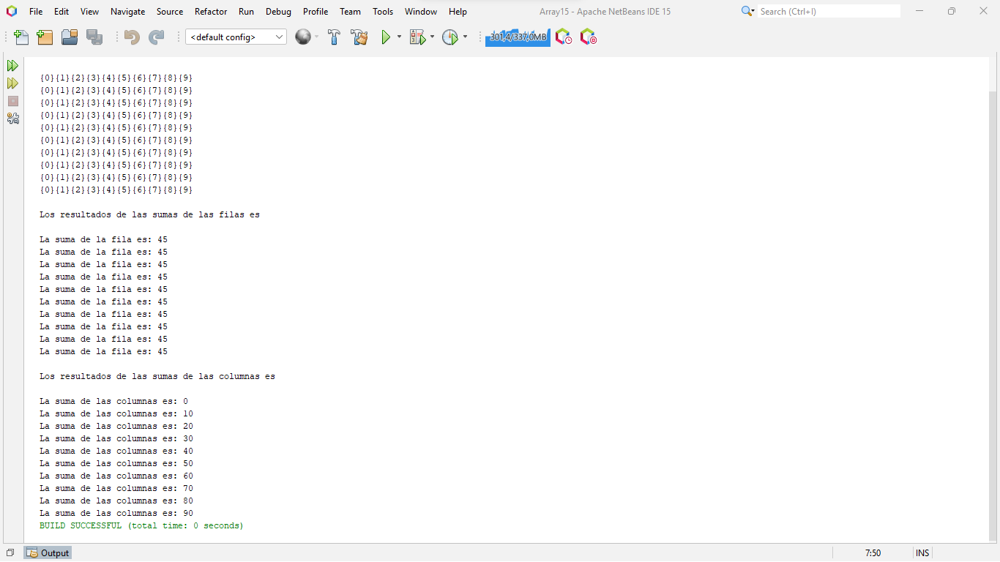 File Edit View Navigate Source Refactor Run Debug Profile Team Tools Window Help Array15 - Apache NetBeans IDE 15 Search (Ctrl+I)
<default config> 301,4/337,0MB
{0}{1}{2}{3}{4}{5}{6}{7}{8}{9}
{0}{1}{2}{3}{4}{5}{6}{7}{8}{9}
{0}{1}{2}{3}{4}{5}{6}{7}{8}{9}
{0}{1}{2}{3}{4}{5}{6}{7}{8}{9}
{0}{1}{2}{3}{4}{5}{6}{7}{8}{9}
{0}{1}{2}{3}{4}{5}{6}{7}{8}{9}
{0}{1}{2}{3}{4}{5}{6}{7}{8}{9}
{0}{1}{2}{3}{4}{5}{6}{7}{8}{9}
{0}{1}{2}{3}{4}{5}{6}{7}{8}{9}
{0}{1}{2}{3}{4}{5}{6}{7}{8}{9}
Los resultados de las sumas de las filas es
La suma de la fila es: 45
La suma de la fila es: 45
La suma de la fila es: 45
La suma de la fila es: 45
La suma de la fila es: 45
La suma de la fila es: 45
La suma de la fila es: 45
La suma de la fila es: 45
La suma de la fila es: 45
La suma de la fila es: 45
Los resultados de las sumas de las columnas es
La suma de las columnas es: 0
La suma de las columnas es: 10
La suma de las columnas es: 20
La suma de las columnas es: 30
La suma de las columnas es: 40
La suma de las columnas es: 50
La suma de las columnas es: 60
La suma de las columnas es: 70
La suma de las columnas es: 80
La suma de las columnas es: 90
BUILD SUCCESSFUL (total time: 0 seconds)
Output 7:50 INS